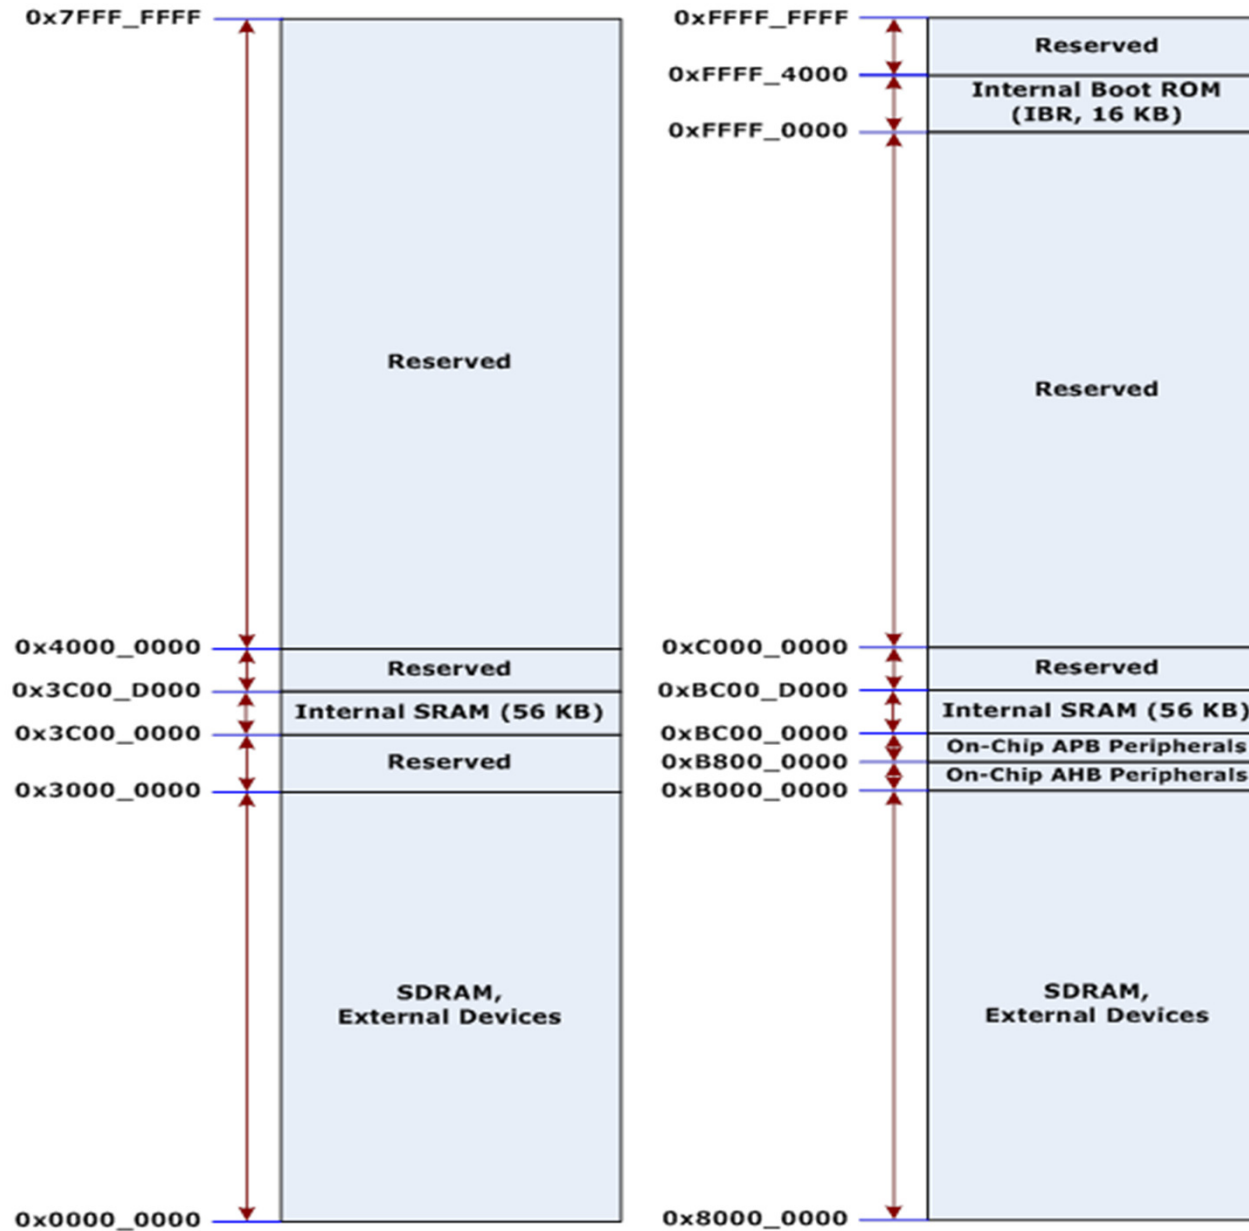 0x7FFF_FFFF
Reserved
0x4000_0000
Reserved
0x3C00_D000
Internal SRAM (56 KB)
0x3C00_0000
Reserved
0x3000_0000
SDRAM,
External Devices
0x0000_0000
0xFFFF_FFFF
Reserved
0xFFFF_4000
Internal Boot ROM
(IBR, 16 KB)
0xFFFF_0000
Reserved
0xC000_0000
Reserved
0xBC00_D000
Internal SRAM (56 KB)
0xBC00_0000
On-Chip APB Peripherals
0xB800_0000
On-Chip AHB Peripherals
0xB000_0000
SDRAM,
External Devices
0x8000_0000